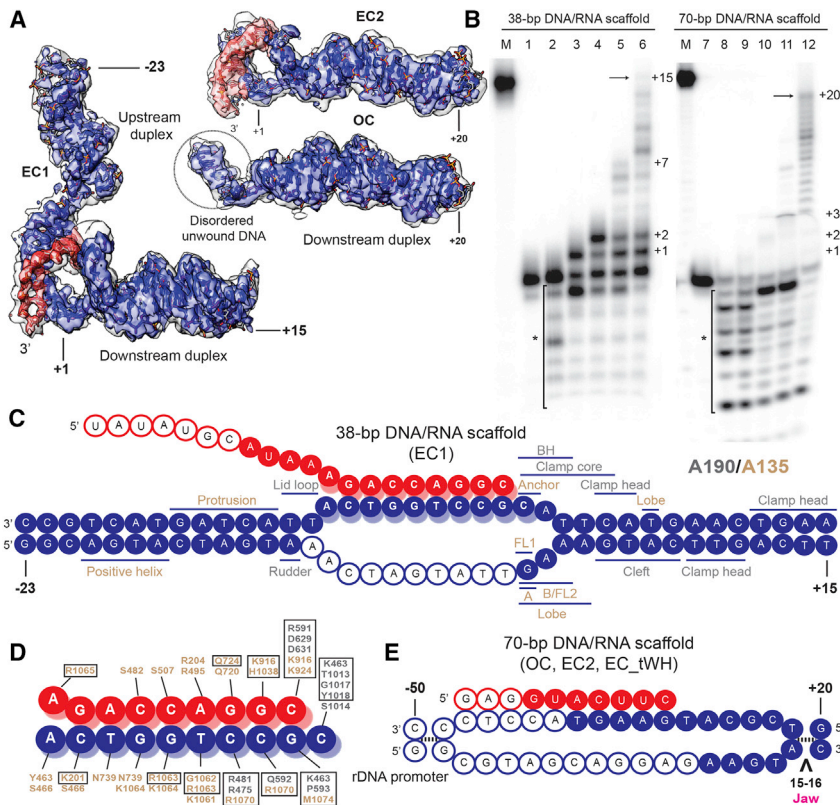 A
EC2
-23
Upstream duplex
3'
+1
+20
EC1
OC
Disordered unwound DNA
Downstream duplex
+20
3'
+1
Downstream duplex
+15
B
38-bp DNA/RNA scaffold
70-bp DNA/RNA scaffold
M 1 2 3 4 5 6
M 7 8 9 10 11 12
+15
+7
+2
+1
*
+20
+3
+2
+1
*
A190/A135
C
38-bp DNA/RNA scaffold
(EC1)
5' U A U A U G C A U A A A G A C C A G G C
BH
Clamp core
Protrusion
Lid loop
Anchor
Clamp head
Lobe
Clamp head
3' C C G T C A T G A T C A T T A C T G G T C C G C A T T C A T G A A C T G A A
G G C A G T A C T A G T A A A C T A G T A T T G A A A G T A C T T G A C T T
FL1
-23
Positive helix
Rudder
A
B/FL2
Lobe
Cleft
Clamp head
+15
D
R1065
S482
S507
R204
R495
Q724
Q720
K916
H1038
R591
D629
D631
K916
K924
K463
T1013
G1017
Y1018
S1014
A G A C C A G G C
A C T G G T C C G C
Y463
S466
K201
S466
N739
N739
K1064
R1063
K1064
G1062
R1063
K1061
R481
R475
R1070
Q592
R1070
K463
P593
M1074
E
70-bp DNA/RNA scaffold
(OC, EC2, EC_tWH)
-50
+20
5' G A G G U A C U U C
3' C C C T C C A T G A A G T A C G C T G 5'
5' G G C G T A G C A G G A G A A G T A C 3'
rDNA promoter
15-16
Jaw